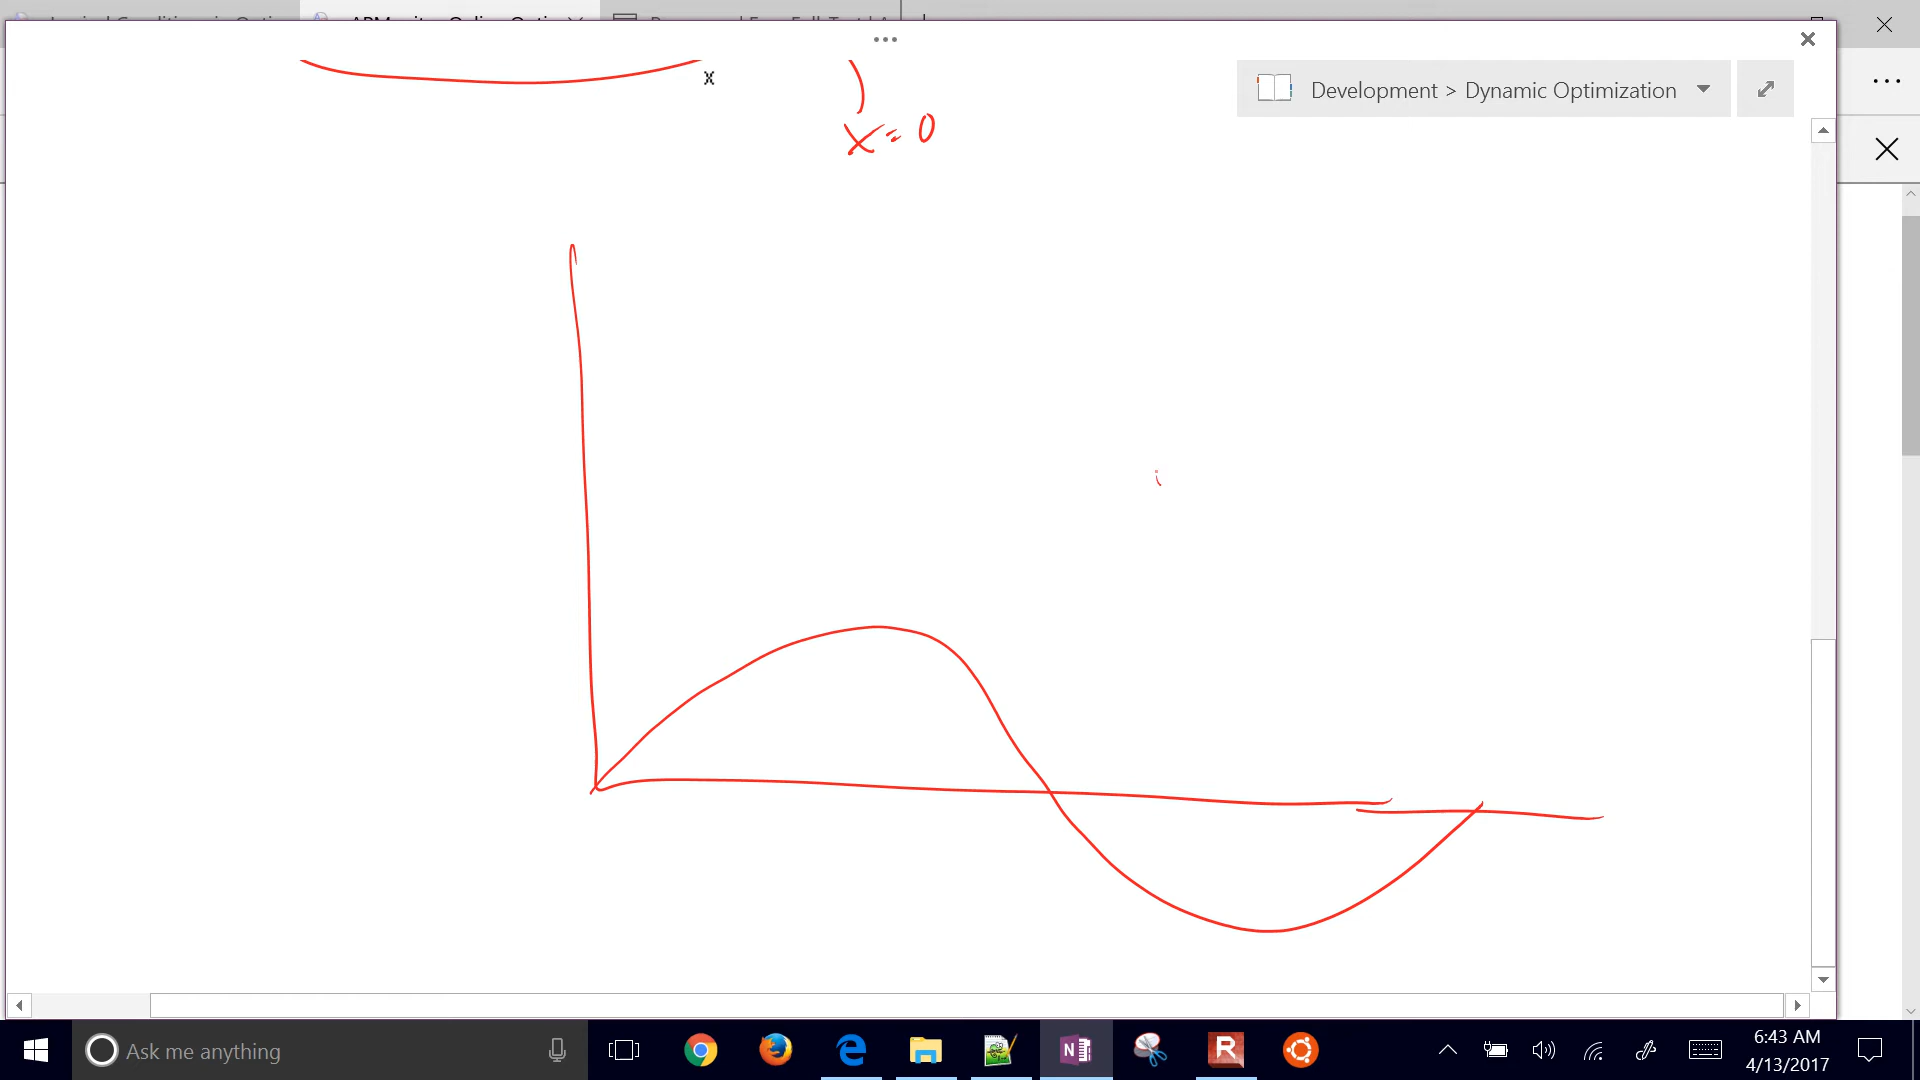 x
x = 0
Development > Dynamic Optimization
Ask me anything
6:43 AM
4/13/2017